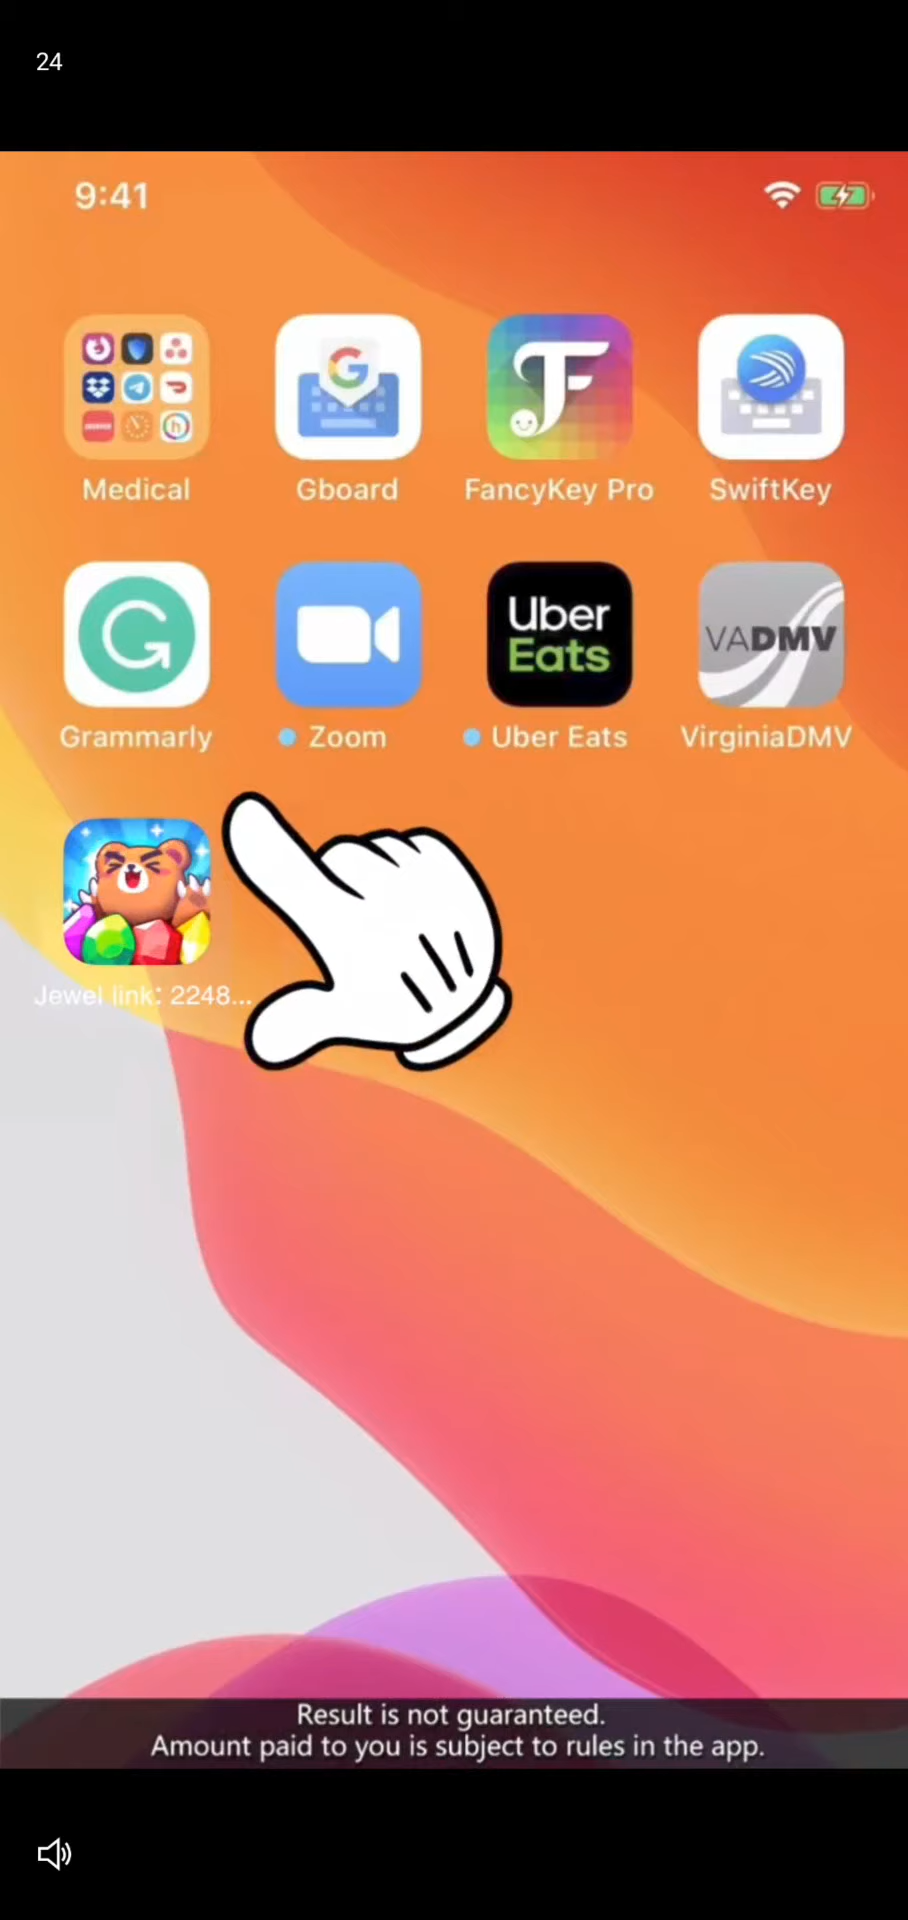 24
9:41
Medical
Gboard
FancyKey Pro
SwiftKey
Uber
Eats
VADMV
Grammarly
Zoom
Uber Eats
VirginiaDMV
Jewel link: 2248...
Result is not guaranteed.
Amount paid to you is subject to rules in the app.